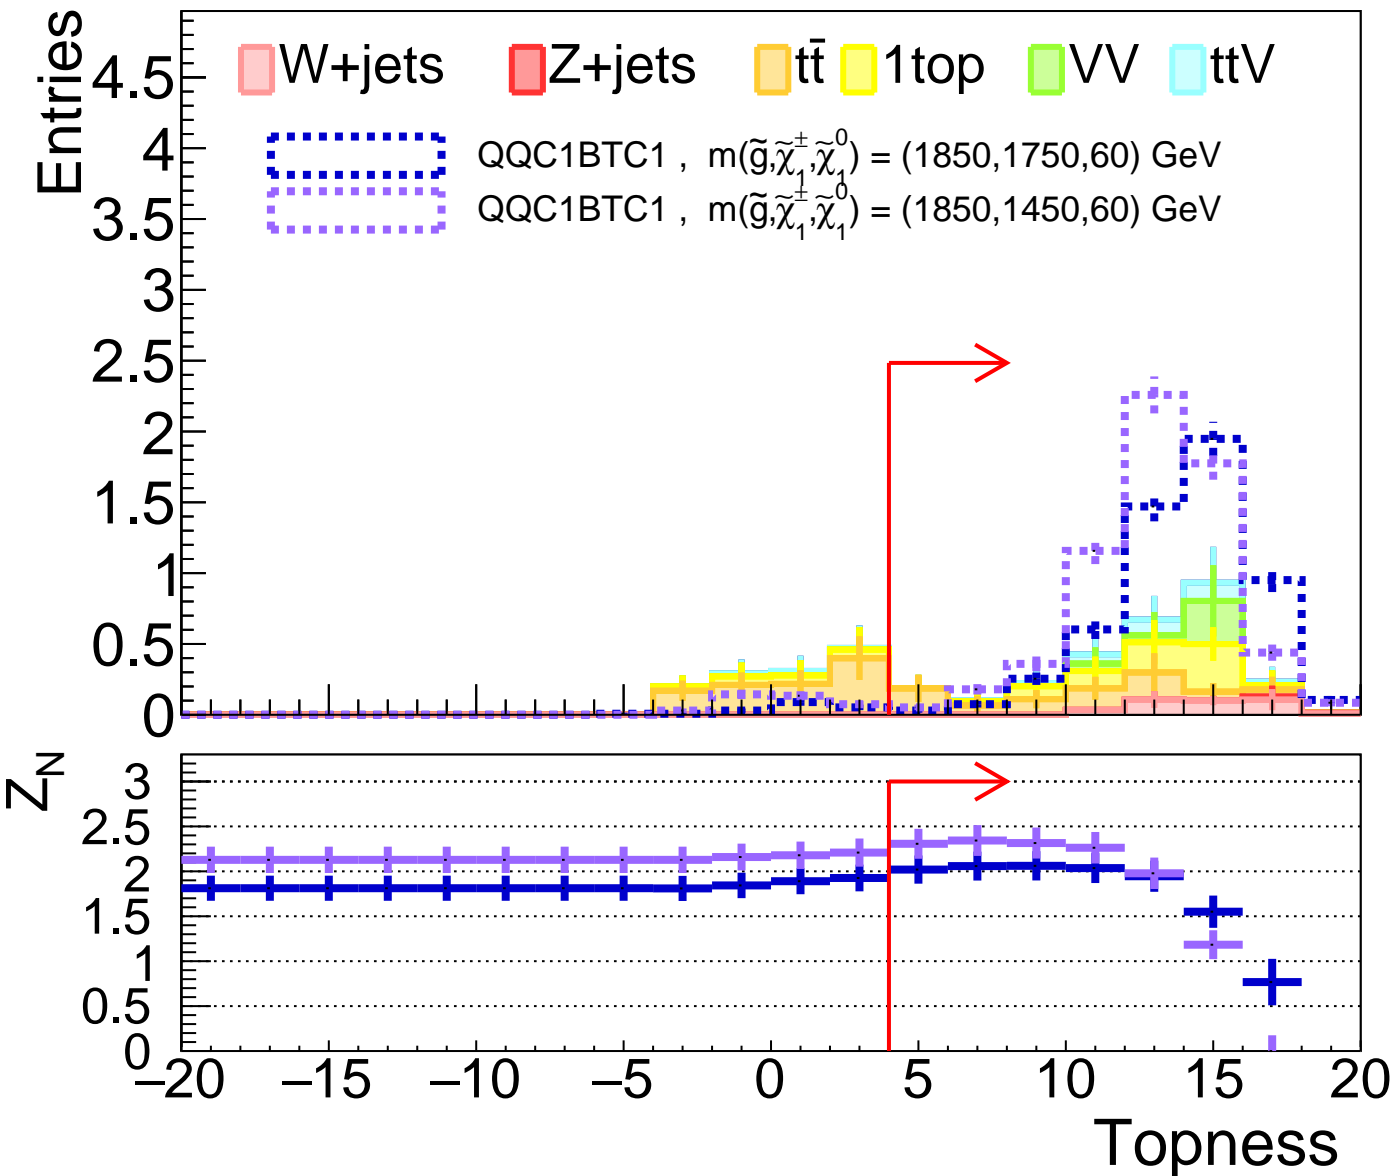 Entries
W+jets Z+jets tt̄ 1top VV ttV
QQC1BTC1 , m(g̃,χ̃₁±,χ̃₁⁰) = (1850,1750,60) GeV
QQC1BTC1 , m(g̃,χ̃₁±,χ̃₁⁰) = (1850,1450,60) GeV
4.5
4
3.5
3
2.5
2
1.5
1
0.5
0
Z_N
3
2.5
2
1.5
1
0.5
0
−20 −15 −10 −5 0 5 10 15 20
Topness